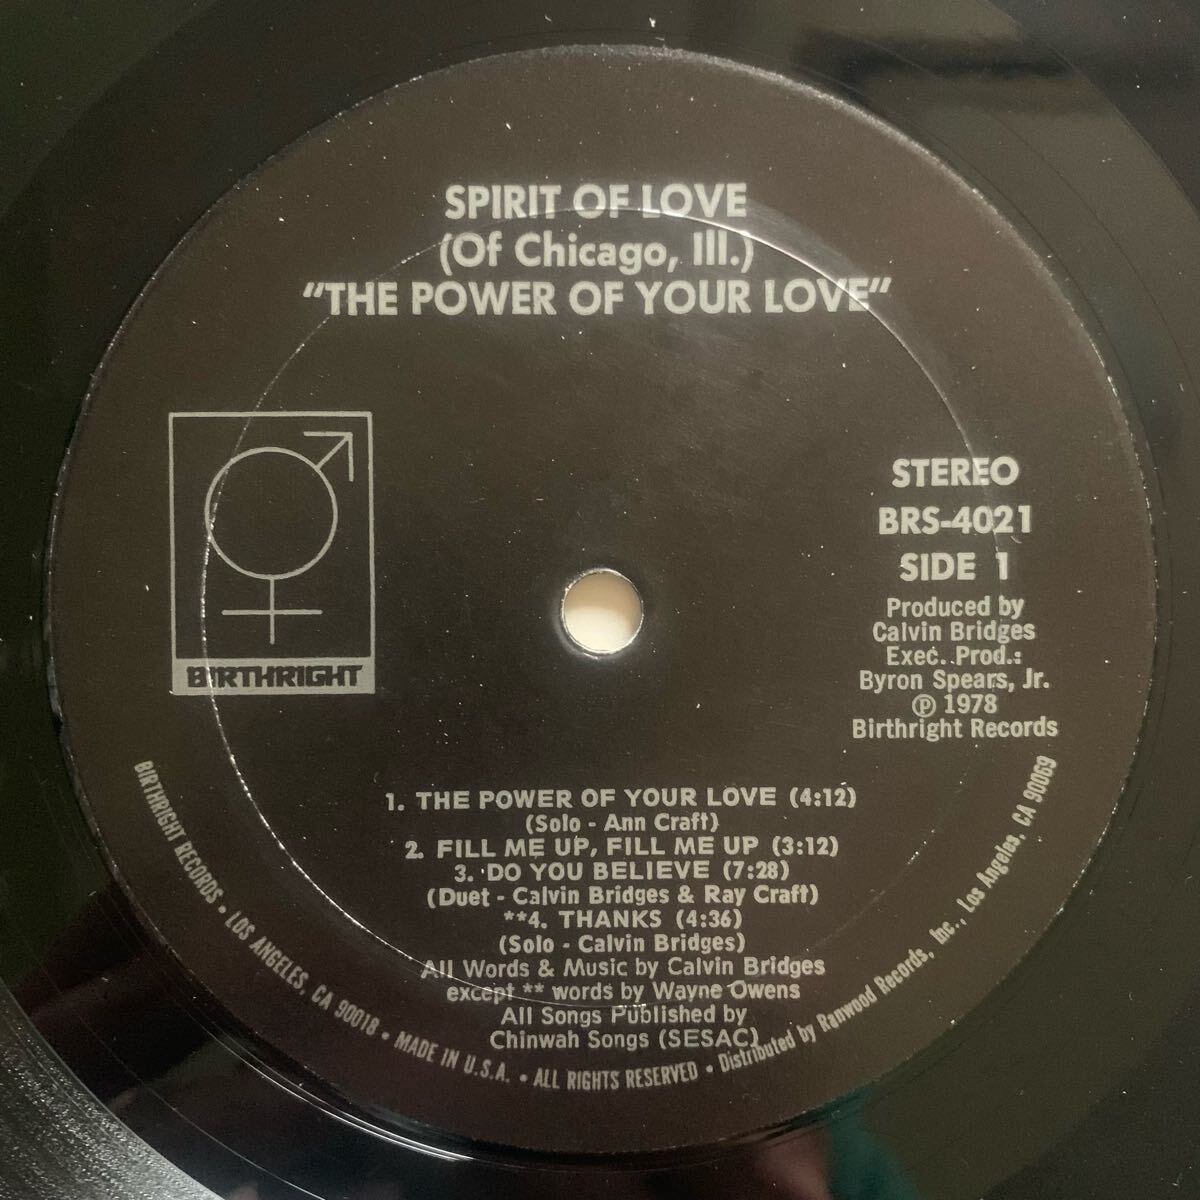 SPIRIT OF LOVE
(Of Chicago, Ill.)
"THE POWER OF YOUR LOVE"
BIRTHRIGHT
STEREO
BRS-4021
SIDE 1
Produced by
Calvin Bridges
Exec. Prod.:
Byron Spears, Jr.
℗ 1978
Birthright Records
1. THE POWER OF YOUR LOVE (4:12)
(Solo - Ann Craft)
2. FILL ME UP, FILL ME UP (3:12)
3. DO YOU BELIEVE (7:28)
(Duet - Calvin Bridges & Ray Craft)
**4. THANKS (4:36)
(Solo - Calvin Bridges)
All Words & Music by Calvin Bridges
except ** words by Wayne Owens
All Songs Published by
Chinwah Songs (SESAC)
BIRTHRIGHT RECORDS • LOS ANGELES, CA 90018 • MADE IN U.S.A. • ALL RIGHTS RESERVED • Distributed by Ranwood Records, Inc., Los Angeles, CA 90069